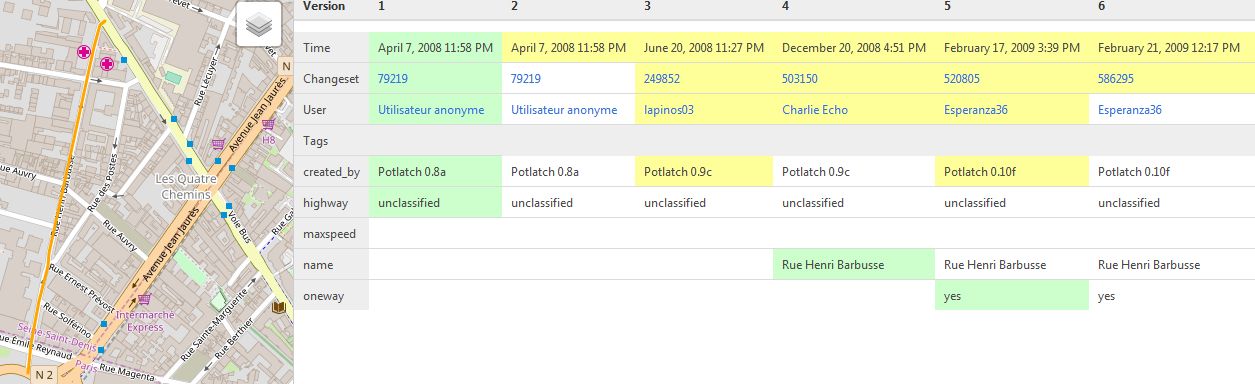 Prévet
N
Rue Lécuyer
Avenue Jean Jaurès
H8
Les Quatre
Chemins
Rue Henri Barbusse
Rue des Postes
ue Auvry
Rue Auvry
Voie Bus
Rue Ga
Avenue Jean Jaurès
Rue Ernest Prévost
Rue Solférino
Intermarché
Express
Rue Sainte-Marguerite
Rue Berthier
Seine-Saint-Denis
Paris
ue Émile Reynaud
Rue Magenta
N 2
Version 1 2 3 4 5 6
Time April 7, 2008 11:58 PM April 7, 2008 11:58 PM June 20, 2008 11:27 PM December 20, 2008 4:51 PM February 17, 2009 3:39 PM February 21, 2009 12:17 PM
Changeset 79219 79219 249852 503150 520805 586295
User Utilisateur anonyme Utilisateur anonyme lapinos03 Charlie Echo Esperanza36 Esperanza36
Tags
created_by Potlatch 0.8a Potlatch 0.8a Potlatch 0.9c Potlatch 0.9c Potlatch 0.10f Potlatch 0.10f
highway unclassified unclassified unclassified unclassified unclassified unclassified
maxspeed
name Rue Henri Barbusse Rue Henri Barbusse Rue Henri Barbusse
oneway yes yes